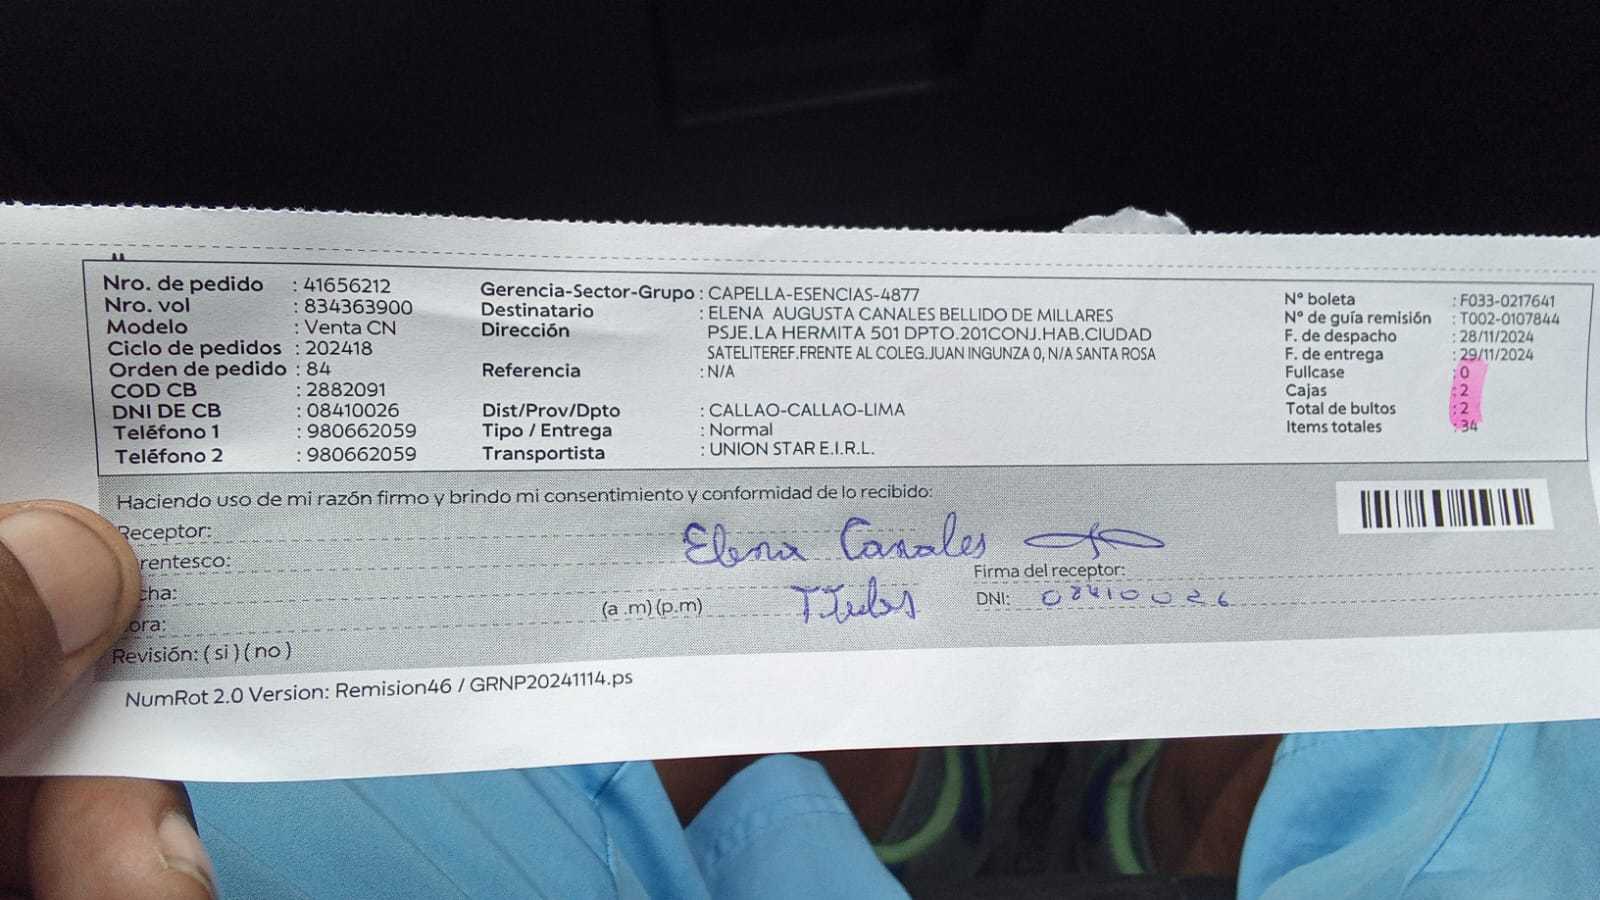 Nro. de pedido : 41656212
Nro. vol : 834363900
Modelo : Venta CN
Ciclo de pedidos : 202418
Orden de pedido : 84
COD CB : 2882091
DNI DE CB : 08410026
Teléfono 1 : 980662059
Teléfono 2 : 980662059
Gerencia-Sector-Grupo : CAPELLA-ESENCIAS-4877
Destinatario : ELENA AUGUSTA CANALES BELLIDO DE MILLARES
Dirección PSJE.LA HERMITA 501 DPTO.201CONJ.HAB.CIUDAD
SATELITEREF.FRENTE AL COLEG.JUAN INGUNZA 0, N/A SANTA ROSA
Referencia : N/A
Dist/Prov/Dpto : CALLAO-CALLAO-LIMA
Tipo / Entrega : Normal
Transportista : UNION STAR E.I.R.L.
N° boleta : F033-0217641
N° de guía remisión : T002-0107844
F. de despacho : 28/11/2024
F. de entrega : 29/11/2024
Fullcase : 0
Cajas : 2
Total de bultos : 2
Items totales : 34
Haciendo uso de mi razón firmo y brindo mi consentimiento y conformidad de lo recibido:
Receptor: Elena Canales
rentesco:
cha:
ora: (a .m) (p.m)
Firma del receptor:
DNI: 08410026
Revisión: ( si ) ( no )
NumRot 2.0 Version: Remision46 / GRNP20241114.ps